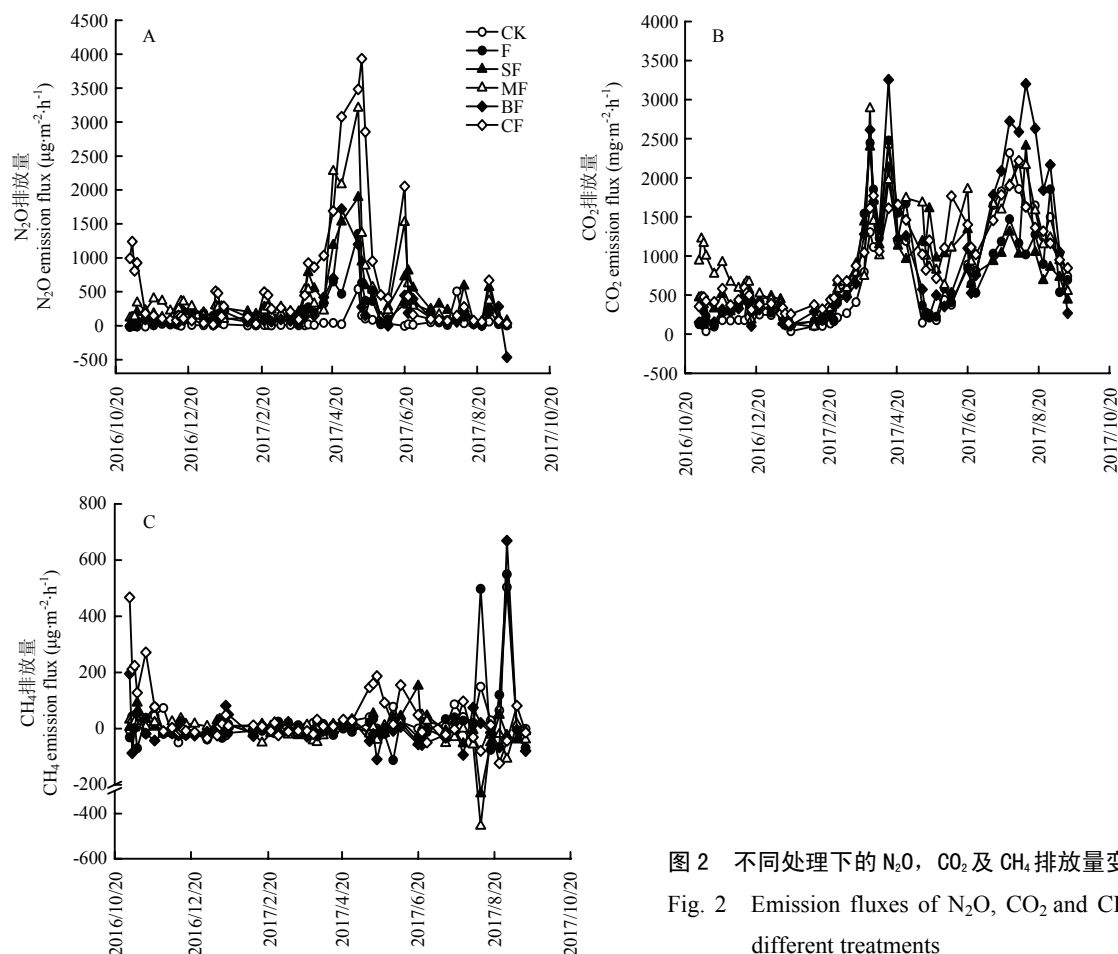 A
4500
4000
3500
3000
2500
2000
1500
1000
500
0
-500
N₂O排放量
N₂O emission flux (μg·m⁻²·h⁻¹)
CK
F
SF
MF
BF
CF
2016/10/20
2016/12/20
2017/2/20
2017/4/20
2017/6/20
2017/8/20
2017/10/20
B
4000
3500
3000
2500
2000
1500
1000
500
0
-500
CO₂排放量
CO₂ emission flux (mg·m⁻²·h⁻¹)
2016/10/20
2016/12/20
2017/2/20
2017/4/20
2017/6/20
2017/8/20
2017/10/20
C
800
600
400
200
0
-200
-400
-600
CH₄排放量
CH₄ emission flux (μg·m⁻²·h⁻¹)
2016/10/20
2016/12/20
2017/2/20
2017/4/20
2017/6/20
2017/8/20
2017/10/20
图 2 不同处理下的 N₂O，CO₂及 CH₄排放量
Fig. 2 Emission fluxes of N₂O, CO₂ and
different treatments